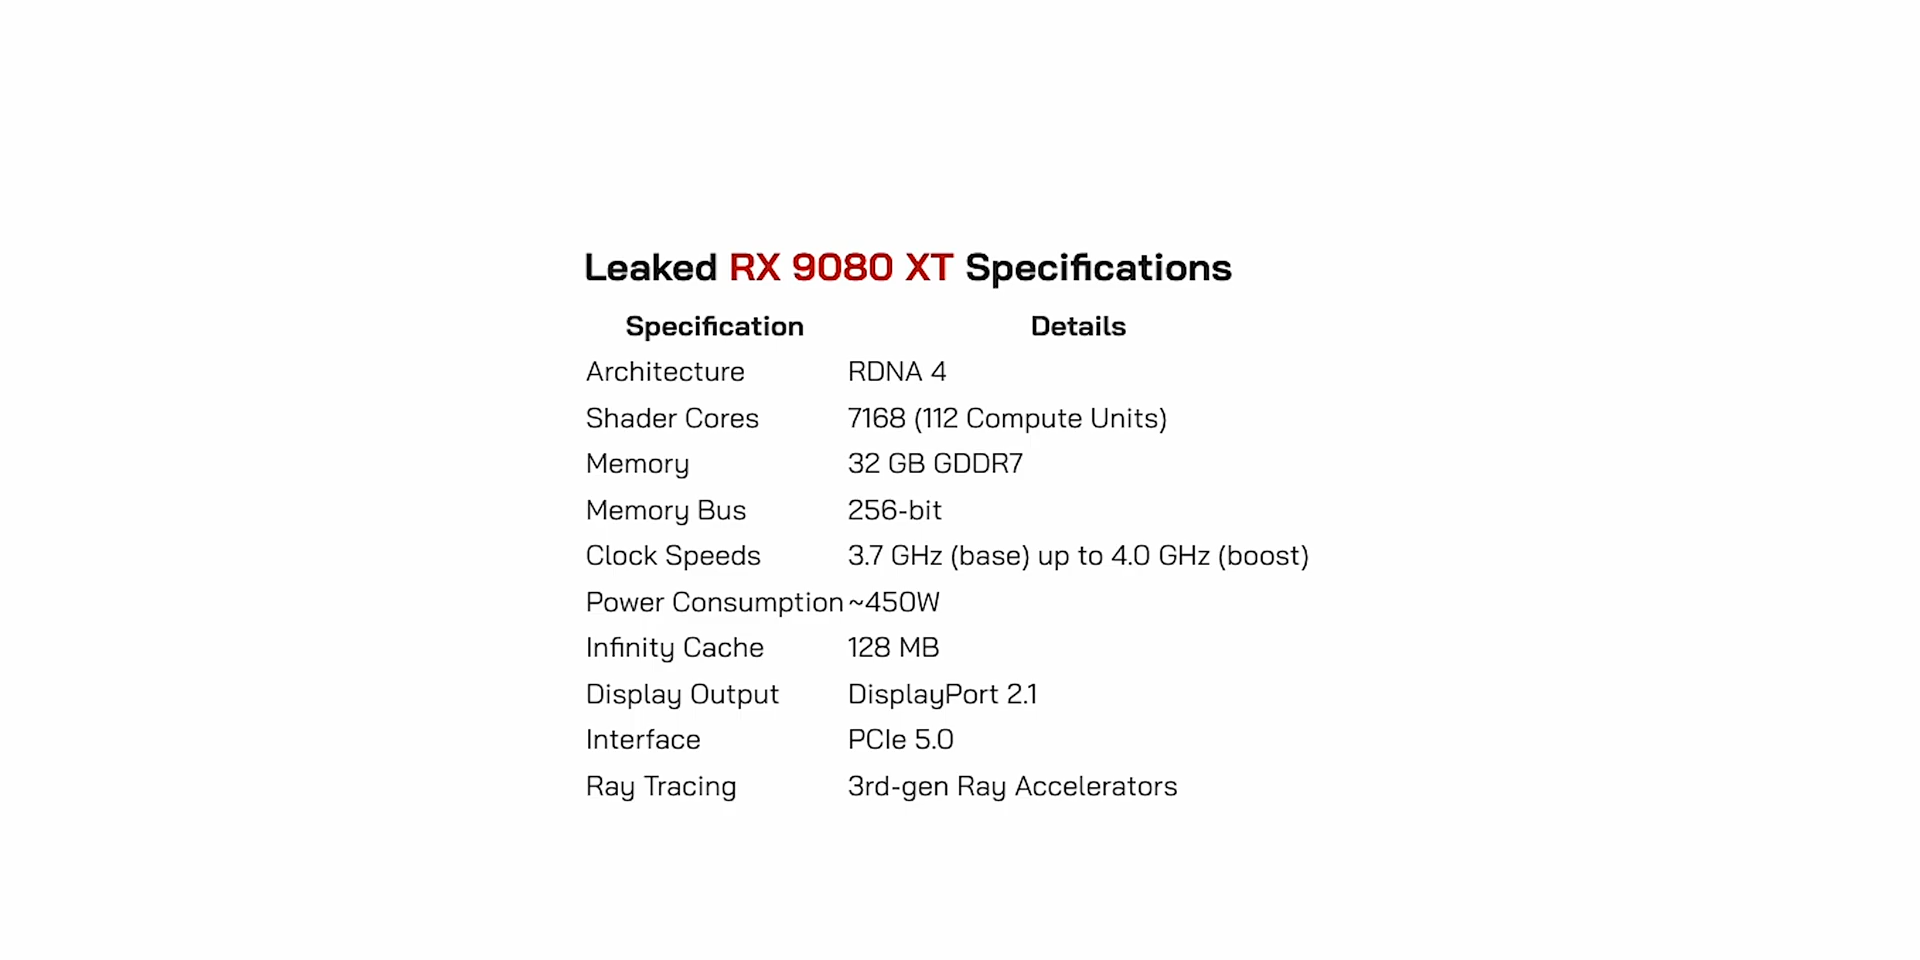 Leaked RX 9080 XT Specifications
Specification Details
Architecture RDNA 4
Shader Cores 7168 (112 Compute Units)
Memory 32 GB GDDR7
Memory Bus 256-bit
Clock Speeds 3.7 GHz (base) up to 4.0 GHz (boost)
Power Consumption ~450W
Infinity Cache 128 MB
Display Output DisplayPort 2.1
Interface PCIe 5.0
Ray Tracing 3rd-gen Ray Accelerators